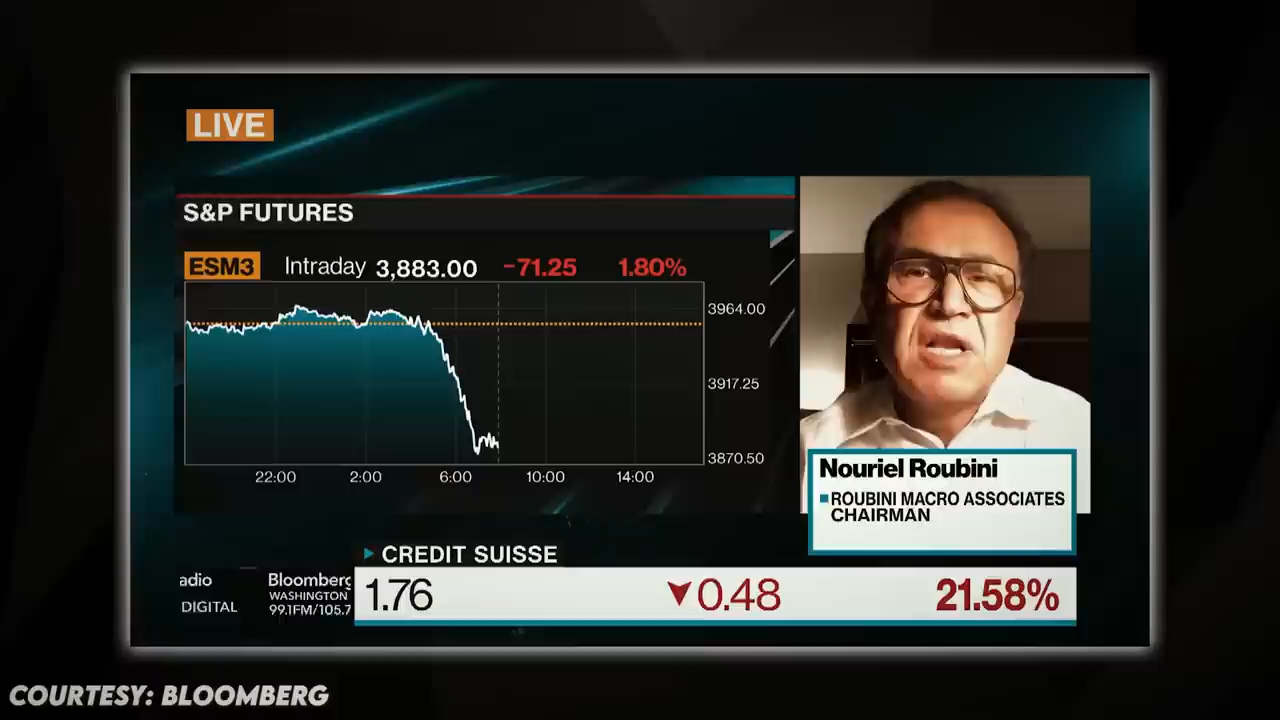 LIVE
S&P FUTURES
ESM3 Intraday 3,883.00 -71.25 1.80%
3964.00
3917.25
3870.50
22:00 2:00 6:00 10:00 14:00
Nouriel Roubini
ROUBINI MACRO ASSOCIATES
CHAIRMAN
CREDIT SUISSE
adio
DIGITAL
Bloomberg
WASHINGTON
99.1FM/105.7
1.76 ▼0.48 21.58%
COURTESY: BLOOMBERG